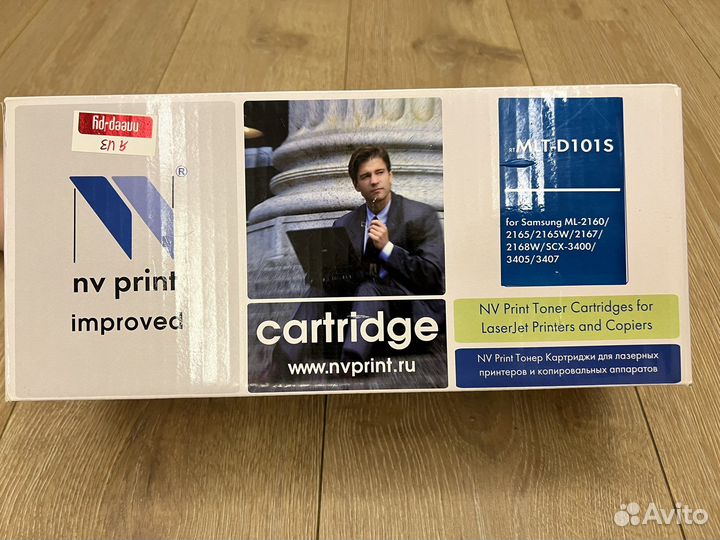 ®
nv print
improved
cartridge
www.nvprint.ru
MLT-D101S
for Samsung ML-2160/
2165/2165W/2167/
2168W/SCX-3400/
3405/3407
NV Print Toner Cartridges for
LaserJet Printers and Copiers
NV Print Тонер Картриджи для лазерных
принтеров и копировальных аппаратов
Avito